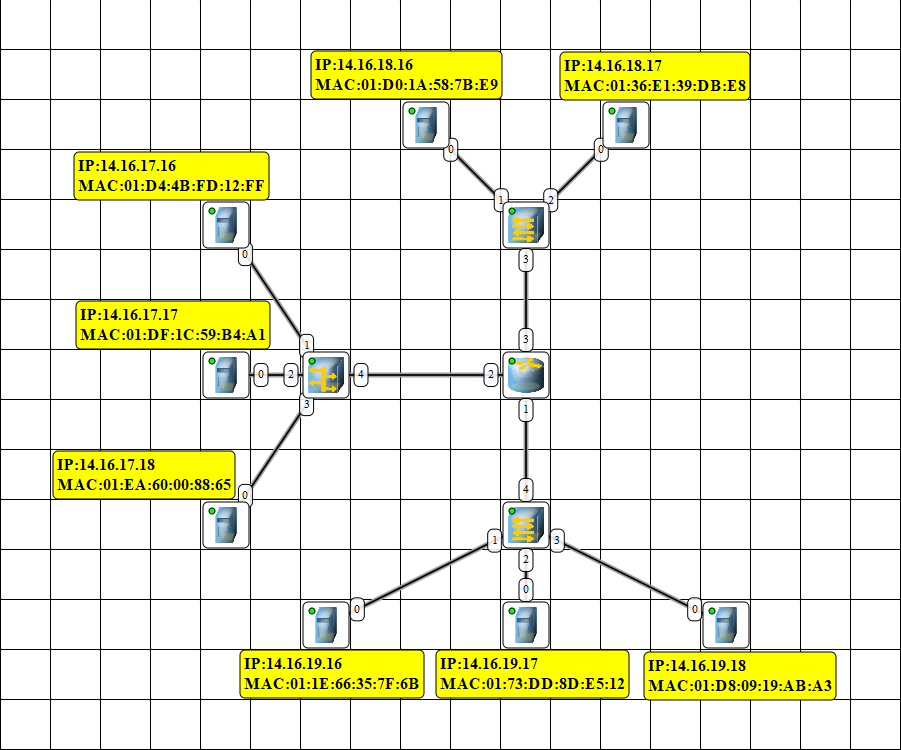 IP:14.16.18.16
MAC:01:D0:1A:58:7B:E9
IP:14.16.18.17
MAC:01:36:E1:39:DB:E8
0
0
IP:14.16.17.16
MAC:01:D4:4B:FD:12:FF
1
2
0
3
IP:14.16.17.17
MAC:01:DF:1C:59:B4:A1
1
3
0
2
4
2
3
1
IP:14.16.17.18
MAC:01:EA:60:00:88:65
0
4
1
3
2
0
0
0
IP:14.16.19.16
MAC:01:1E:66:35:7F:6B
IP:14.16.19.17
MAC:01:73:DD:8D:E5:12
IP:14.16.19.18
MAC:01:D8:09:19:AB:A3